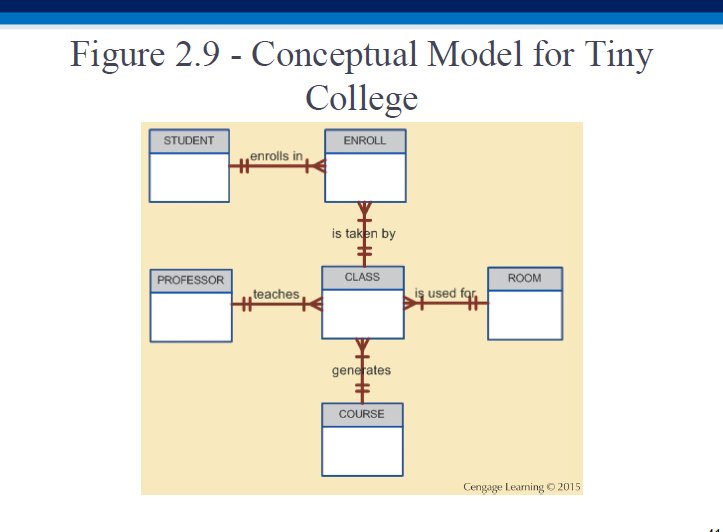 Figure 2.9 - Conceptual Model for Tiny
College
STUDENT
enrolls in
ENROLL
is taken by
PROFESSOR
teaches
CLASS
is used for
ROOM
generates
COURSE
Cengage Learning © 2015